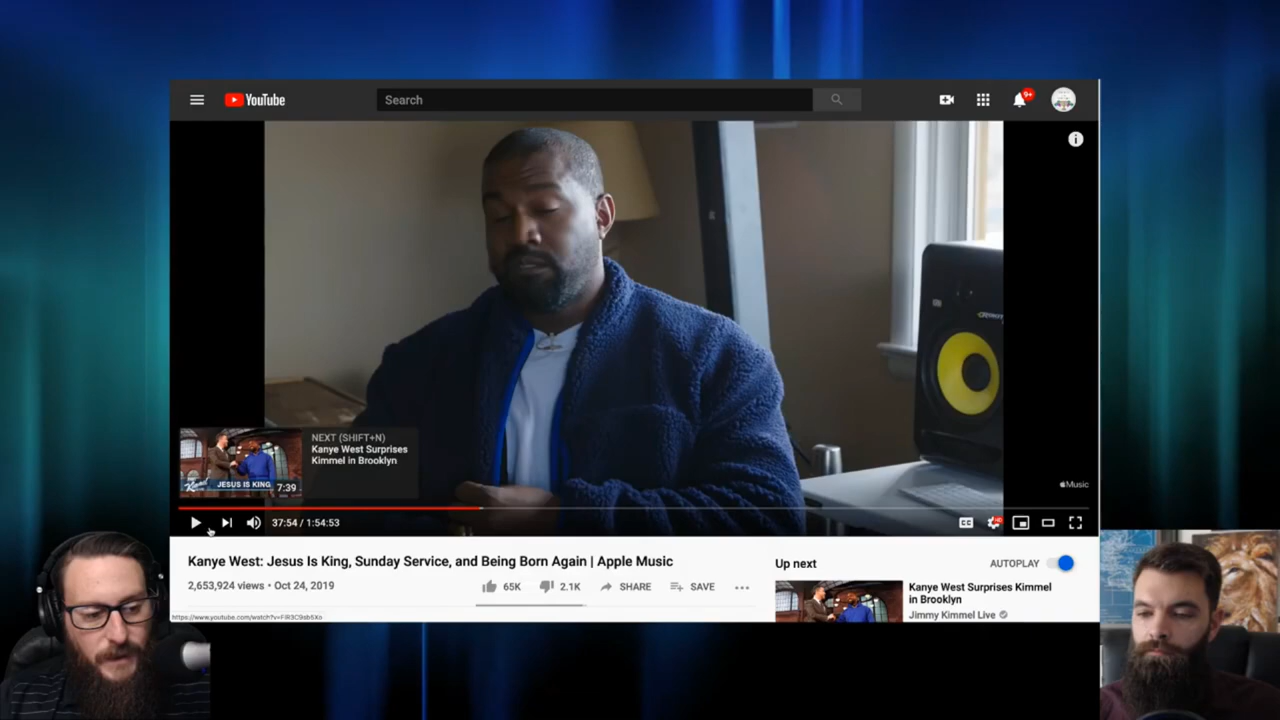 YouTube
Search
9+
NEXT (SHIFT+N)
Kanye West Surprises
Kimmel in Brooklyn
JESUS IS KING
7:39
Music
37:54 / 1:54:53
CC
Kanye West: Jesus Is King, Sunday Service, and Being Born Again | Apple Music
2,653,924 views • Oct 24, 2019
65K
2.1K
SHARE
SAVE
Up next
AUTOPLAY
Kanye West Surprises Kimmel
in Brooklyn
Jimmy Kimmel Live